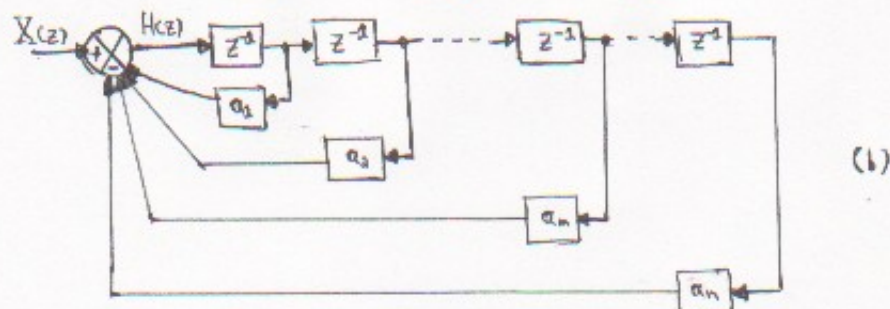 X(z) H(z) z⁻¹ z⁻¹ z⁻¹ z⁻¹
+
-
a₁
a₂
(b)
aₘ
aₙ